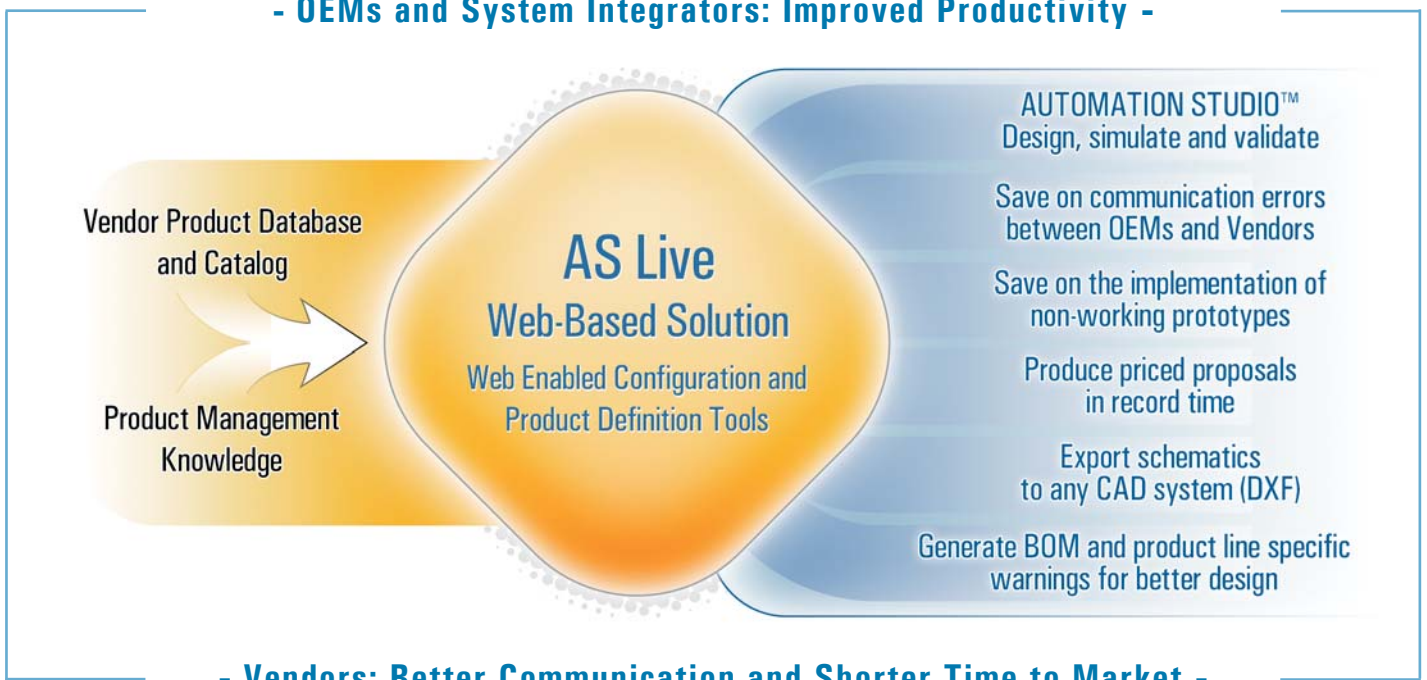 - OEMs and System Integrators: Improved Productivity -
Vendor Product Database
and Catalog
Product Management
Knowledge
AS Live
Web-Based Solution
Web Enabled Configuration and
Product Definition Tools
AUTOMATION STUDIO™
Design, simulate and validate
Save on communication errors
between OEMs and Vendors
Save on the implementation of
non-working prototypes
Produce priced proposals
in record time
Export schematics
to any CAD system (DXF)
Generate BOM and product line specific
warnings for better design
- Vendors: Better Communication and Shorter Time to Market -